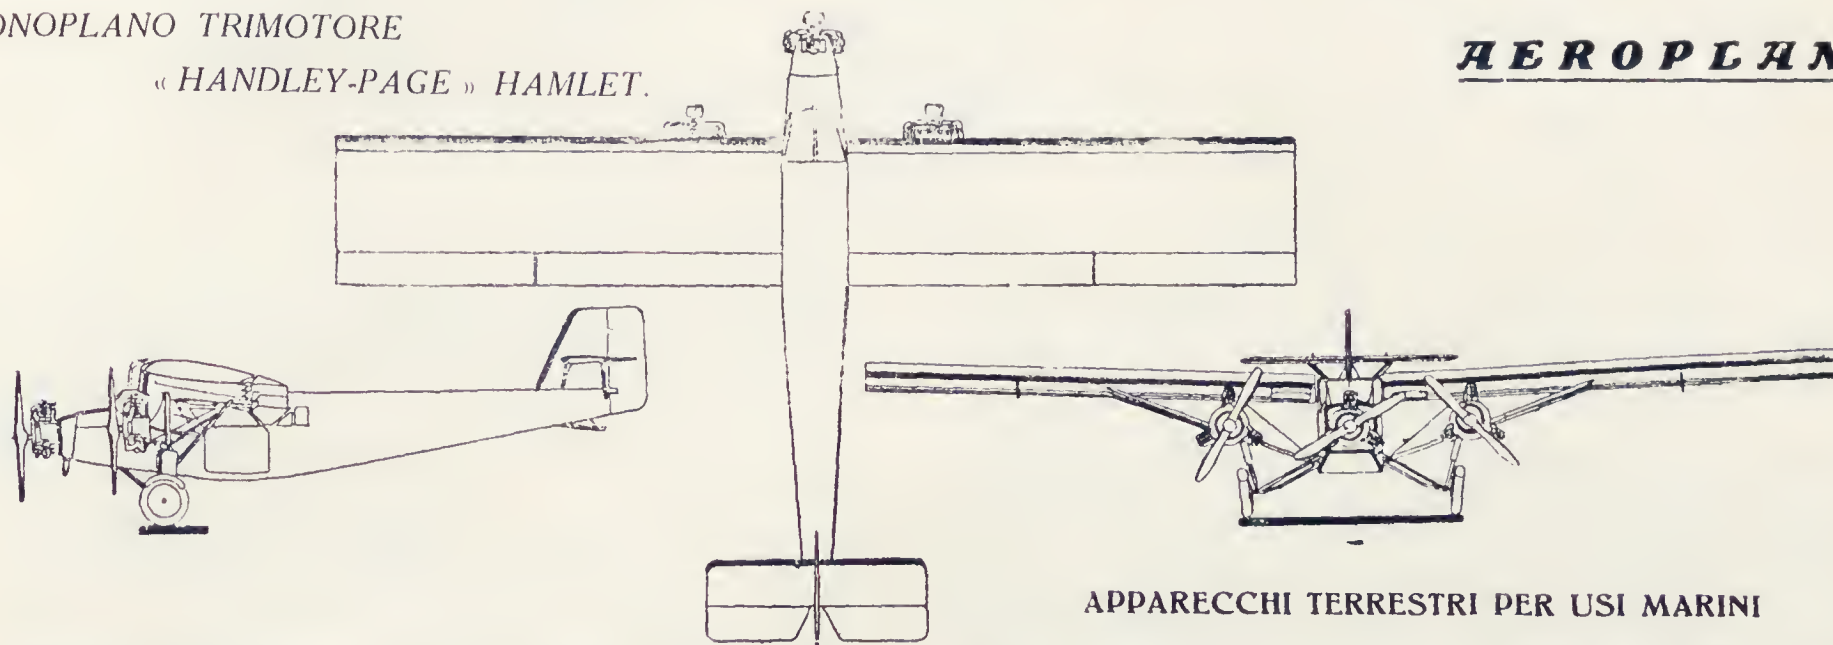 ONOPLANO TRIMOTORE
« HANDLEY-PAGE » HAMLET.
AEROPLAN
APPARECCHI TERRESTRI PER USI MARINI